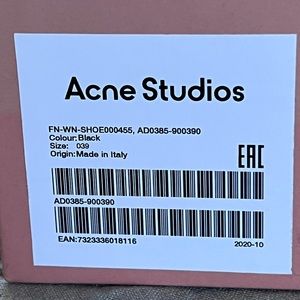 Acne Studios
FN-WN-SHOE000455, AD0385-900390
Colour:Black
Size: 039
Origin:Made in Italy
EAC
AD0385-900390
EAN:7323336018116
2020-10